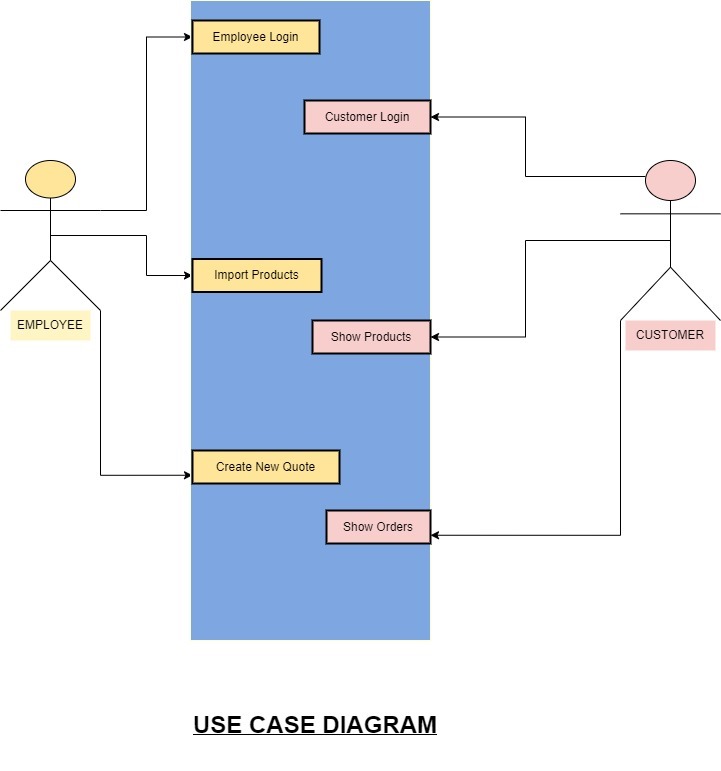 Employee Login
Customer Login
Import Products
EMPLOYEE
Show Products
CUSTOMER
Create New Quote
Show Orders
USE CASE DIAGRAM